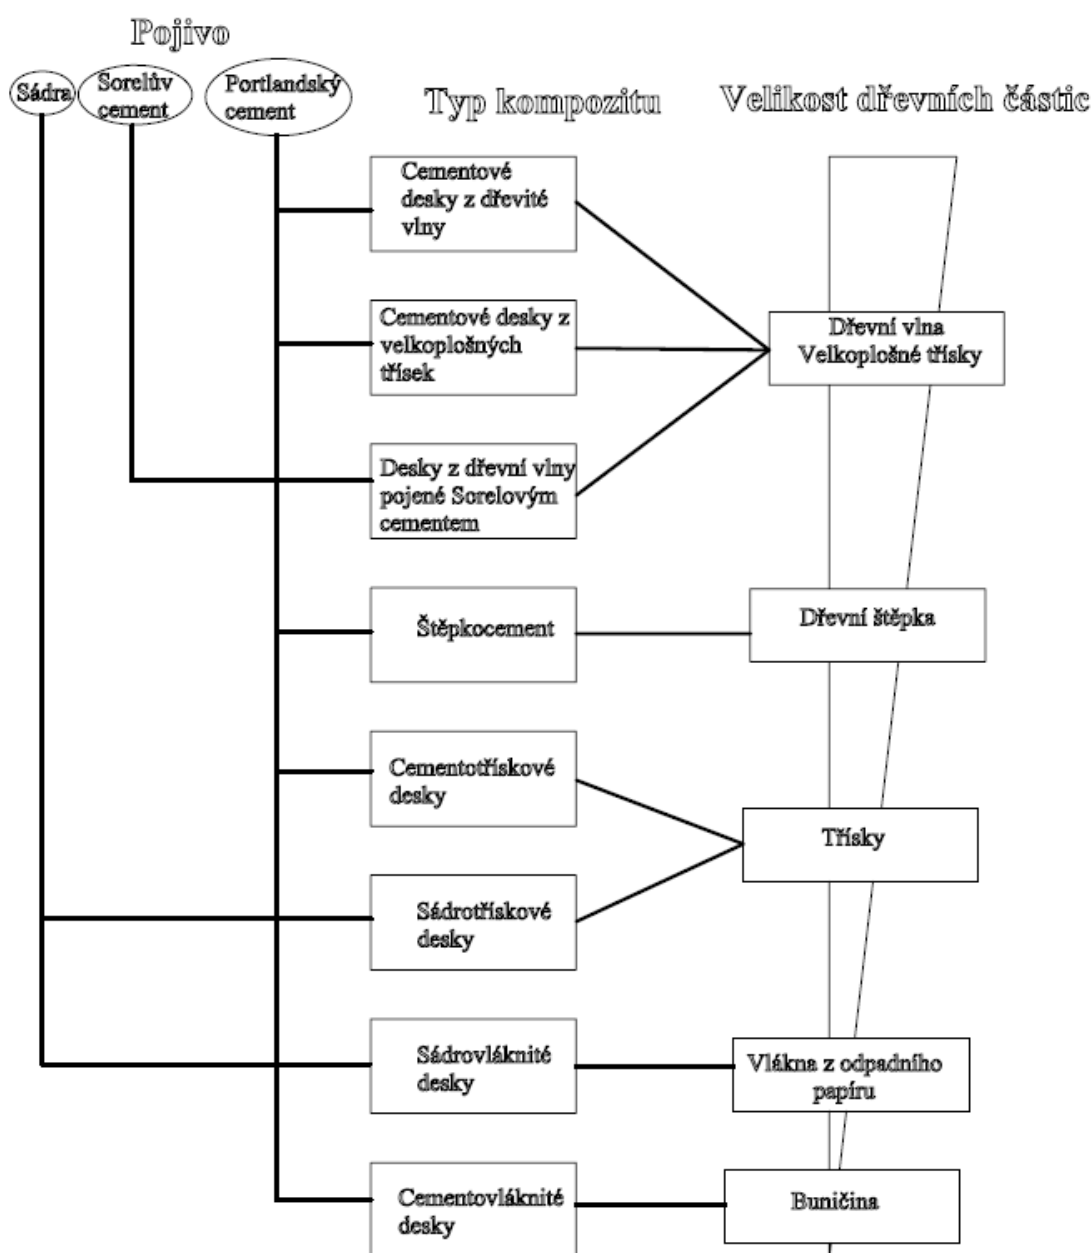 Pojivo
Sádra
Sorelův
cement
Portlandský
cement
Typ kompozitu
Velikost dřevních částic
Cementové
desky z dřevité
vlny
Cementové desky z
velkoplošných
třísek
Desky z dřevní vlny
pojené Sorelovým
cementem
Štěpkocement
Cementotřískové
desky
Sádrotřískové
desky
Sádrovláknité
desky
Cementovláknité
desky
Dřevní vlna
Velkoplošné třísky
Dřevní štěpka
Třísky
Vlákna z odpadního
papíru
Buničina